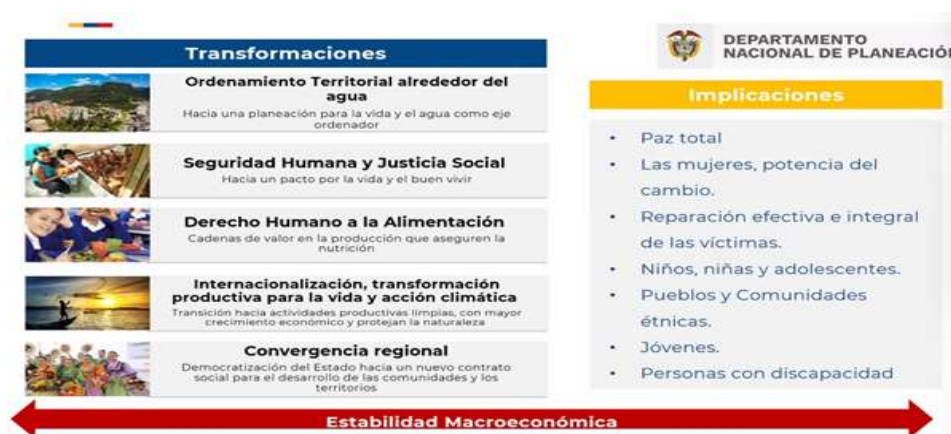 Transformaciones
Ordenamiento Territorial alrededor del
agua
Hacia una planeación para la vida y el agua como eje
ordenador
Seguridad Humana y Justicia Social
Hacia un pacto por la vida y el buen vivir
Derecho Humano a la Alimentación
Cadenas de valor en la producción que aseguren la
nutrición
Internacionalización, transformación
productiva para la vida y acción climática
Transición hacia actividades productivas limpias, con mayor
crecimiento económico y protejan la naturaleza
Convergencia regional
Democratización del Estado hacia un nuevo contrato
social para el desarrollo de las comunidades y los
territorios
DEPARTAMENTO
NACIONAL DE PLANEACIÓN
Implicaciones
• Paz total
• Las mujeres, potencia del
cambio.
• Reparación efectiva e integral
de las víctimas.
• Niños, niñas y adolescentes.
• Pueblos y Comunidades
étnicas.
• Jóvenes.
• Personas con discapacidad
Estabilidad Macroeconómica